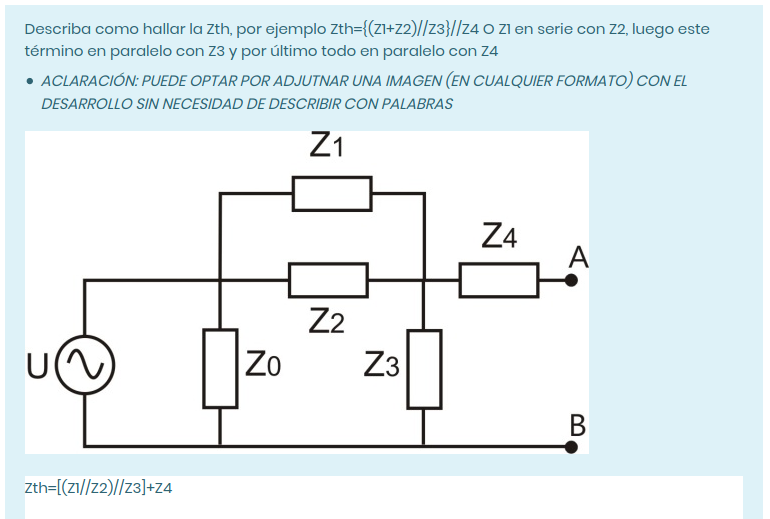 Describa como hallar la Zth, por ejemplo Zth={(Z1+Z2)//Z3}//Z4 O Z1 en serie con Z2, luego este
término en paralelo con Z3 y por último todo en paralelo con Z4
• ACLARACIÓN: PUEDE OPTAR POR ADJUTNAR UNA IMAGEN (EN CUALQUIER FORMATO) CON EL
DESARROLLO SIN NECESIDAD DE DESCRIBIR CON PALABRAS
Z1
Z4
A
Z2
U
Z0
Z3
B
Zth=[(Z1//Z2)//Z3]+Z4